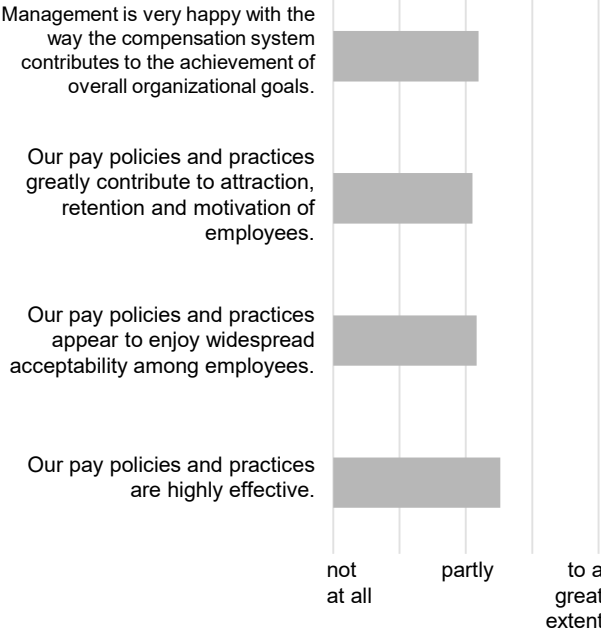 Management is very happy with the
way the compensation system
contributes to the achievement of
overall organizational goals.
Our pay policies and practices
greatly contribute to attraction,
retention and motivation of
employees.
Our pay policies and practices
appear to enjoy widespread
acceptability among employees.
Our pay policies and practices
are highly effective.
not
at all
partly
to a
great
extent